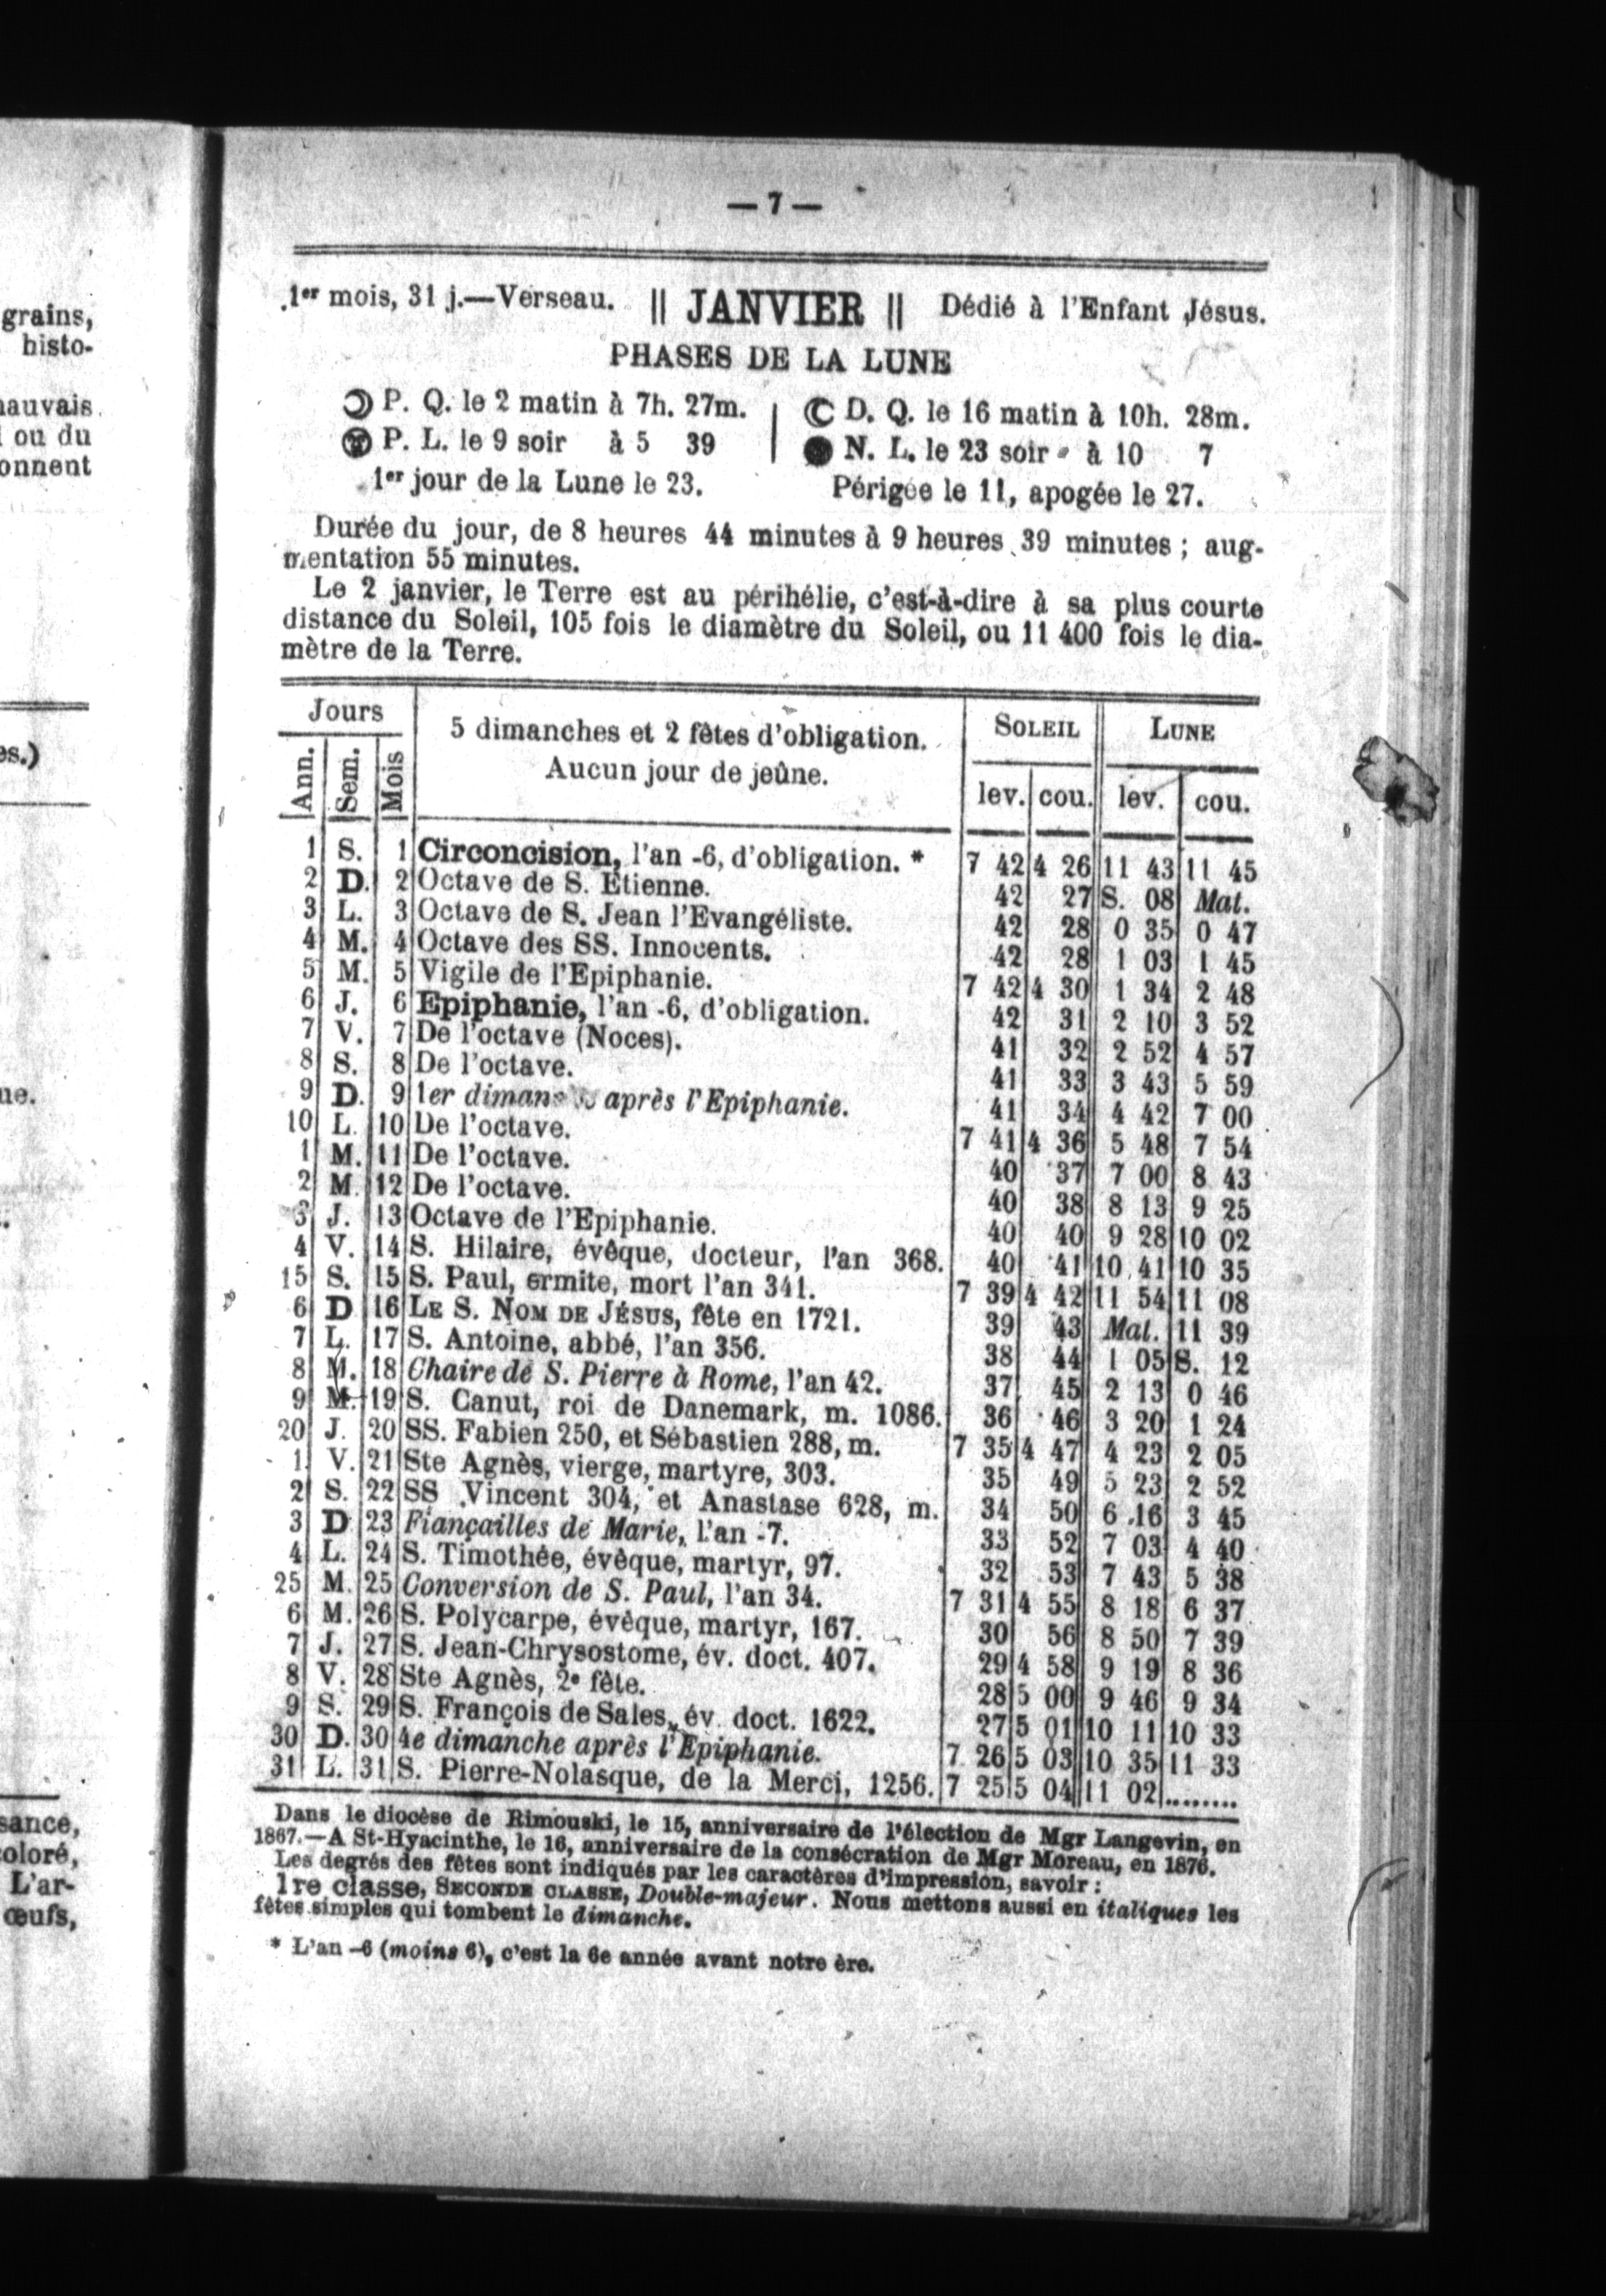 grains,
histo-
mauvais
ou du
onnent
es.)
ue.
sance,
coloré,
L'ar-
œufs,
— 7 —
1er mois, 31 j.—Verseau. || JANVIER || Dédié à l'Enfant Jésus.
PHASES DE LA LUNE
P. Q. le 2 matin à 7h. 27m. | D. Q. le 16 matin à 10h. 28m.
P. L. le 9 soir à 5 39 | N. L. le 23 soir à 10 7
1er jour de la Lune le 23. Périgée le 11, apogée le 27.
Durée du jour, de 8 heures 44 minutes à 9 heures 39 minutes ; aug-
mentation 55 minutes.
Le 2 janvier, le Terre est au périhélie, c'est-à-dire à sa plus courte
distance du Soleil, 105 fois le diamètre du Soleil, ou 11 400 fois le dia-
mètre de la Terre.
Jours 5 dimanches et 2 fêtes d'obligation. SOLEIL LUNE
Ann. Sem. Mois Aucun jour de jeûne. lev. cou. lev. cou.
1 S. 1 Circoncision, l'an -6, d'obligation. * 7 42 4 26 11 43 11 45
2 D. 2 Octave de S. Etienne. 42 27 S. 08 Mat.
3 L. 3 Octave de S. Jean l'Evangéliste. 42 28 0 35 0 47
4 M. 4 Octave des SS. Innocents. 42 28 1 03 1 45
5 M. 5 Vigile de l'Epiphanie. 7 42 4 30 1 34 2 48
6 J. 6 Epiphanie, l'an -6, d'obligation. 42 31 2 10 3 52
7 V. 7 De l'octave (Noces). 41 32 2 52 4 57
8 S. 8 De l'octave. 41 33 3 43 5 59
9 D. 9 1er diman après l'Epiphanie. 41 34 4 42 7 00
10 L. 10 De l'octave. 7 41 4 36 5 48 7 54
1 M. 11 De l'octave. 40 37 7 00 8 43
2 M. 12 De l'octave. 40 38 8 13 9 25
3 J. 13 Octave de l'Epiphanie. 40 40 9 28 10 02
4 V. 14 S. Hilaire, évêque, docteur, l'an 368. 40 41 10 41 10 35
15 S. 15 S. Paul, ermite, mort l'an 341. 7 39 4 42 11 54 11 08
6 D 16 LE S. NOM DE JÉSUS, fête en 1721. 39 43 Mat. 11 39
7 L. 17 S. Antoine, abbé, l'an 356. 38 44 1 05 S. 12
8 M. 18 Chaire de S. Pierre à Rome, l'an 42. 37 45 2 13 0 46
9 M. 19 S. Canut, roi de Danemark, m. 1086. 36 46 3 20 1 24
20 J. 20 SS. Fabien 250, et Sébastien 288, m. 7 35 4 47 4 23 2 05
1 V. 21 Ste Agnès, vierge, martyre, 303. 35 49 5 23 2 52
2 S. 22 SS Vincent 304, et Anastase 628, m. 34 50 6 16 3 45
3 D 23 Fiançailles de Marie, l'an -7. 33 52 7 03 4 40
4 L. 24 S. Timothée, évêque, martyr, 97. 32 53 7 43 5 38
25 M. 25 Conversion de S. Paul, l'an 34. 7 31 4 55 8 18 6 37
6 M. 26 S. Polycarpe, évêque, martyr, 167. 30 56 8 50 7 39
7 J. 27 S. Jean-Chrysostome, év. doct. 407. 29 4 58 9 19 8 36
8 V. 28 Ste Agnès, 2e fête. 28 5 00 9 46 9 34
9 S. 29 S. François de Sales, év. doct. 1622. 27 5 01 10 11 10 33
30 D. 30 4e dimanche après l'Epiphanie. 7 26 5 03 10 35 11 33
31 L. 31 S. Pierre-Nolasque, de la Merci, 1256. 7 25 5 04 11 02 .........
Dans le diocèse de Rimouski, le 15, anniversaire de l'élection de Mgr Langevin, en
1867.—A St-Hyacinthe, le 16, anniversaire de la consécration de Mgr Moreau, en 1876.
Les degrés des fêtes sont indiqués par les caractères d'impression, savoir :
1re classe, SECONDE CLASSE, Double-majeur. Nous mettons aussi en italiques les
fêtes simples qui tombent le dimanche.
* L'an -6 (moins 6), c'est la 6e année avant notre ère.